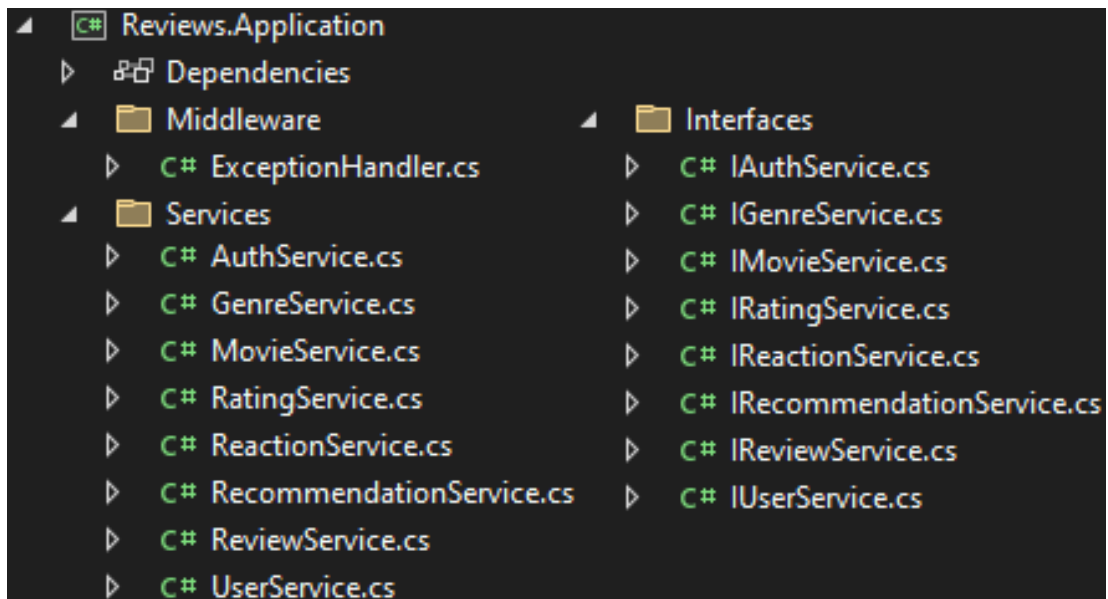 C# Reviews.Application
Dependencies
Middleware
C# ExceptionHandler.cs
Services
C# AuthService.cs
C# GenreService.cs
C# MovieService.cs
C# RatingService.cs
C# ReactionService.cs
C# RecommendationService.cs
C# ReviewService.cs
C# UserService.cs
Interfaces
C# IAuthService.cs
C# IGenreService.cs
C# IMovieService.cs
C# IRatingService.cs
C# IReactionService.cs
C# IRecommendationService.cs
C# IReviewService.cs
C# IUserService.cs